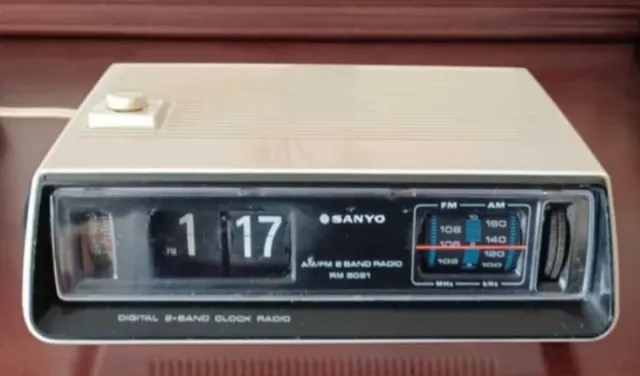 1 17
PM
SANYO
AM/FM 2 BAND RADIO
RM 5091
FM AM
108 160
106 140
103 120
100
MHz kHz
DIGITAL 2-BAND CLOCK RADIO